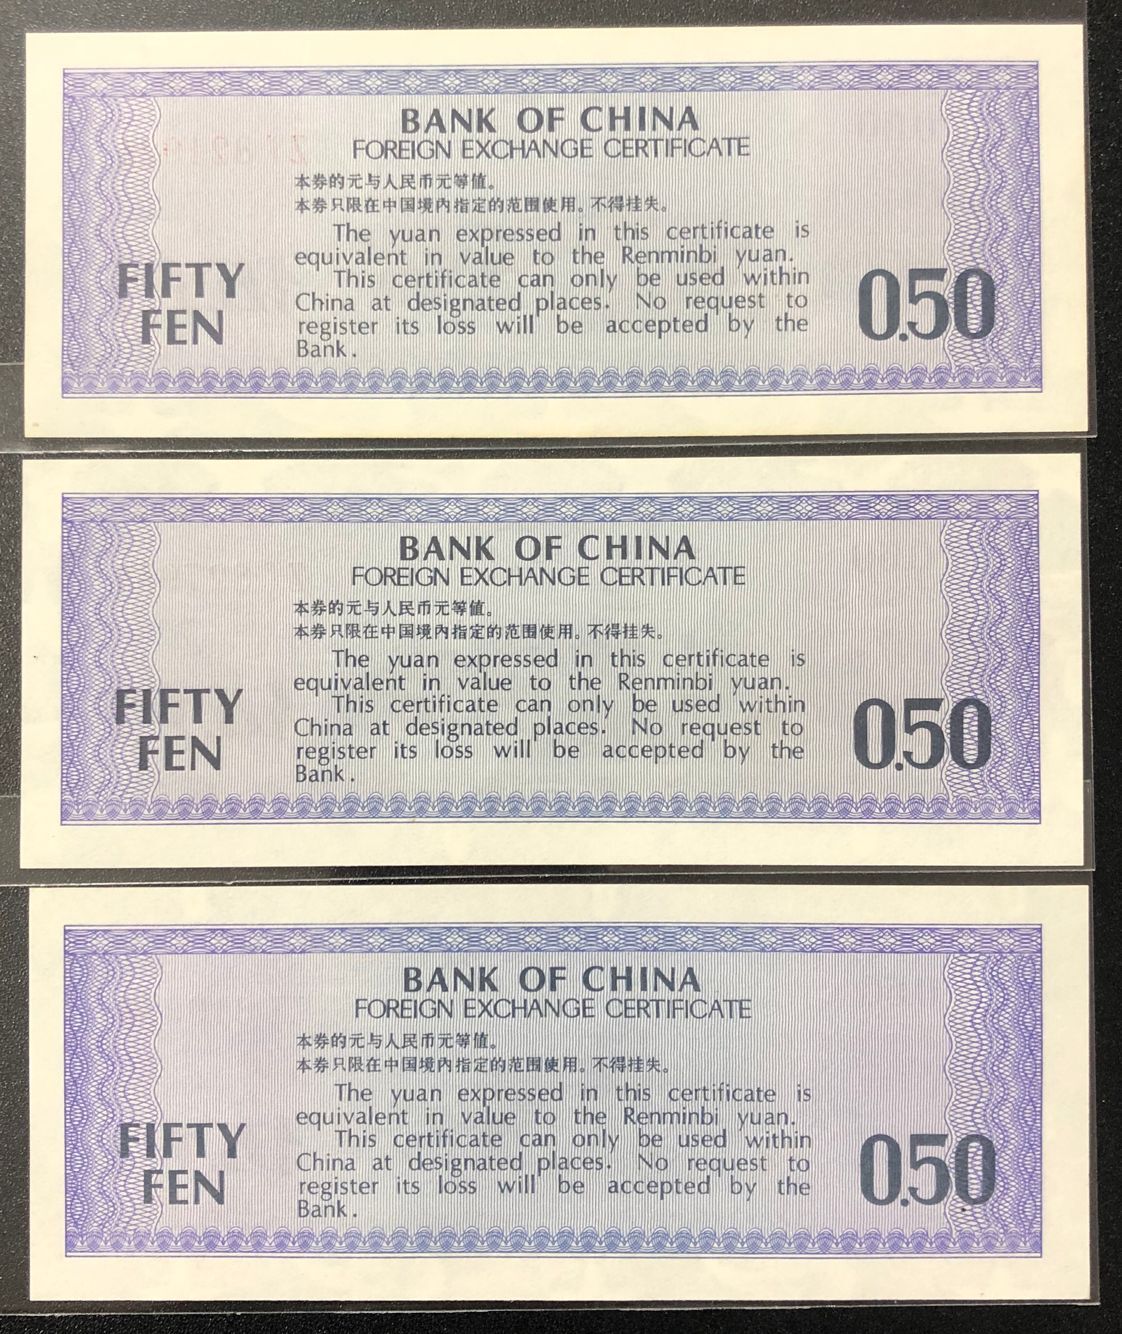 BANK OF CHINA
FOREIGN EXCHANGE CERTIFICATE
本券的元与人民币元等值。
本券只限在中国境内指定的范围使用。不得挂失。
The yuan expressed in this certificate is
equivalent in value to the Renminbi yuan.
This certificate can only be used within
China at designated places. No request to
register its loss will be accepted by the
Bank.
FIFTY
FEN
0.50
BANK OF CHINA
FOREIGN EXCHANGE CERTIFICATE
本券的元与人民币元等值。
本券只限在中国境内指定的范围使用。不得挂失。
The yuan expressed in this certificate is
equivalent in value to the Renminbi yuan.
This certificate can only be used within
China at designated places. No request to
register its loss will be accepted by the
Bank.
FIFTY
FEN
0.50
BANK OF CHINA
FOREIGN EXCHANGE CERTIFICATE
本券的元与人民币元等值。
本券只限在中国境内指定的范围使用。不得挂失。
The yuan expressed in this certificate is
equivalent in value to the Renminbi yuan.
This certificate can only be used within
China at designated places. No request to
register its loss will be accepted by the
Bank.
FIFTY
FEN
0.50